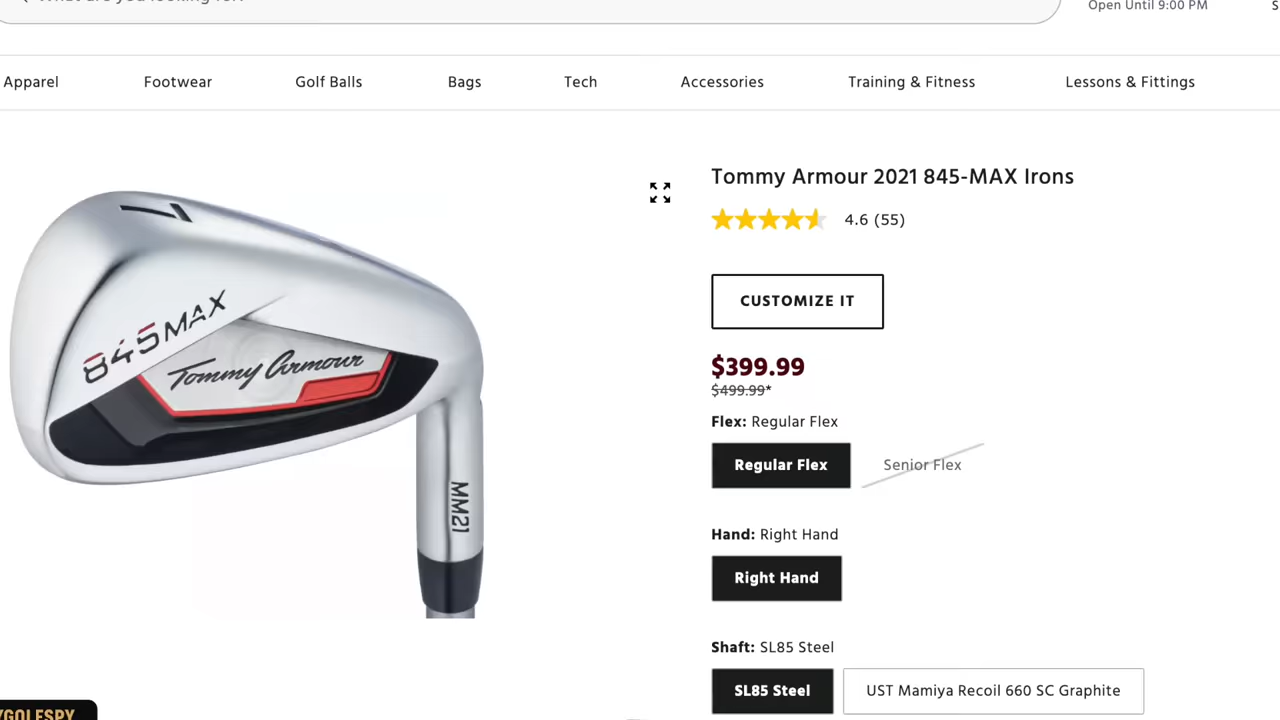 Open Until 9:00 PM
S
Apparel
Footwear
Golf Balls
Bags
Tech
Accessories
Training & Fitness
Lessons & Fittings
7
845MAX
Tommy Armour
MM21
Tommy Armour 2021 845-MAX Irons
4.6 (55)
CUSTOMIZE IT
$399.99
$499.99*
Flex: Regular Flex
Regular Flex
Senior Flex
Hand: Right Hand
Right Hand
Shaft: SL85 Steel
SL85 Steel
UST Mamiya Recoil 660 SC Graphite
YGOLFSPY